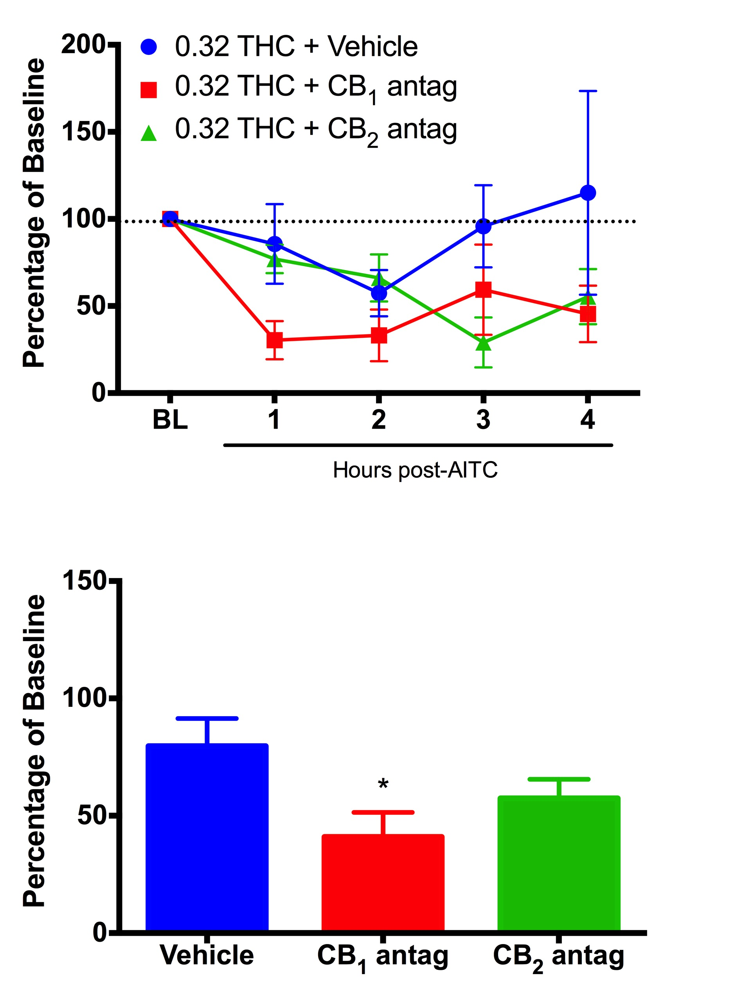 Percentage of Baseline
200
150
100
50
0
0.32 THC + Vehicle
0.32 THC + CB₁ antag
0.32 THC + CB₂ antag
BL 1 2 3 4
Hours post-AITC
Percentage of Baseline
150
100
50
0
*
Vehicle CB₁ antag CB₂ antag